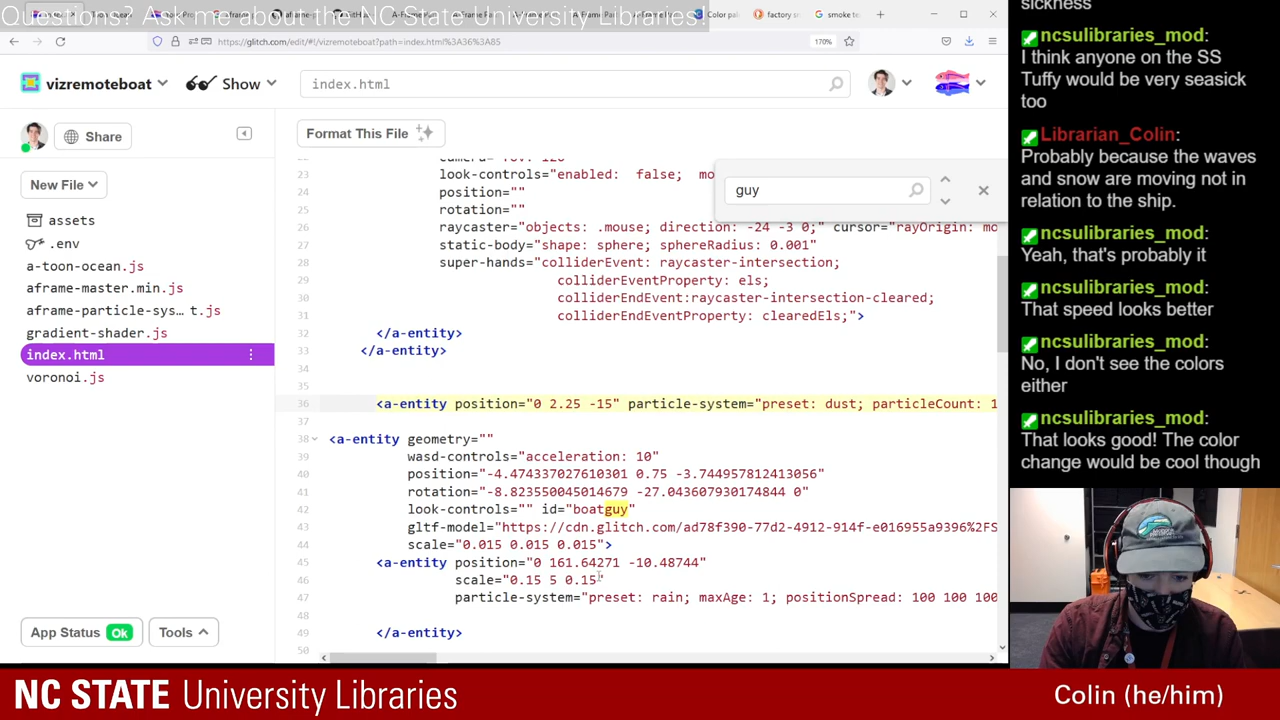 Questions? Ask me about the NC State University Libraries!
Color pal
factory sr
smoke te
https://glitch.com/edit/#!/vizremoteboat?path=index.html%3A36%3A85
170%
vizremoteboat
Show
index.html
Share
Format This File
New File
guy
assets
.env
a-toon-ocean.js
aframe-master.min.js
aframe-particle-sys… t.js
gradient-shader.js
index.html
voronoi.js
App Status Ok
Tools
23 look-controls="enabled: false; mo
24 position=""
25 rotation=""
26 raycaster="objects: .mouse; direction: -24 -3 0;" cursor="rayOrigin: mo
27 static-body="shape: sphere; sphereRadius: 0.001"
28 super-hands="colliderEvent: raycaster-intersection;
29 colliderEventProperty: els;
30 colliderEndEvent:raycaster-intersection-cleared;
31 colliderEndEventProperty: clearedEls;">
32 </a-entity>
33 </a-entity>
34
35
36 <a-entity position="0 2.25 -15" particle-system="preset: dust; particleCount: 1
37
38 <a-entity geometry=""
39 wasd-controls="acceleration: 10"
40 position="-4.474337027610301 0.75 -3.744957812413056"
41 rotation="-8.823550045014679 -27.043607930174844 0"
42 look-controls="" id="boatguy"
43 gltf-model="https://cdn.glitch.com/ad78f390-77d2-4912-914f-e016955a9396%2FS
44 scale="0.015 0.015 0.015">
45 <a-entity position="0 161.64271 -10.48744"
46 scale="0.15 5 0.15"
47 particle-system="preset: rain; maxAge: 1; positionSpread: 100 100 100
48
49 </a-entity>
50
sickness
ncsulibraries_mod:
I think anyone on the SS
Tuffy would be very seasick
too
Librarian_Colin:
Probably because the waves
and snow are moving not in
relation to the ship.
ncsulibraries_mod:
Yeah, that's probably it
ncsulibraries_mod:
That speed looks better
ncsulibraries_mod:
No, I don't see the colors
either
ncsulibraries_mod:
That looks good! The color
change would be cool though
NC STATE University Libraries
Colin (he/him)